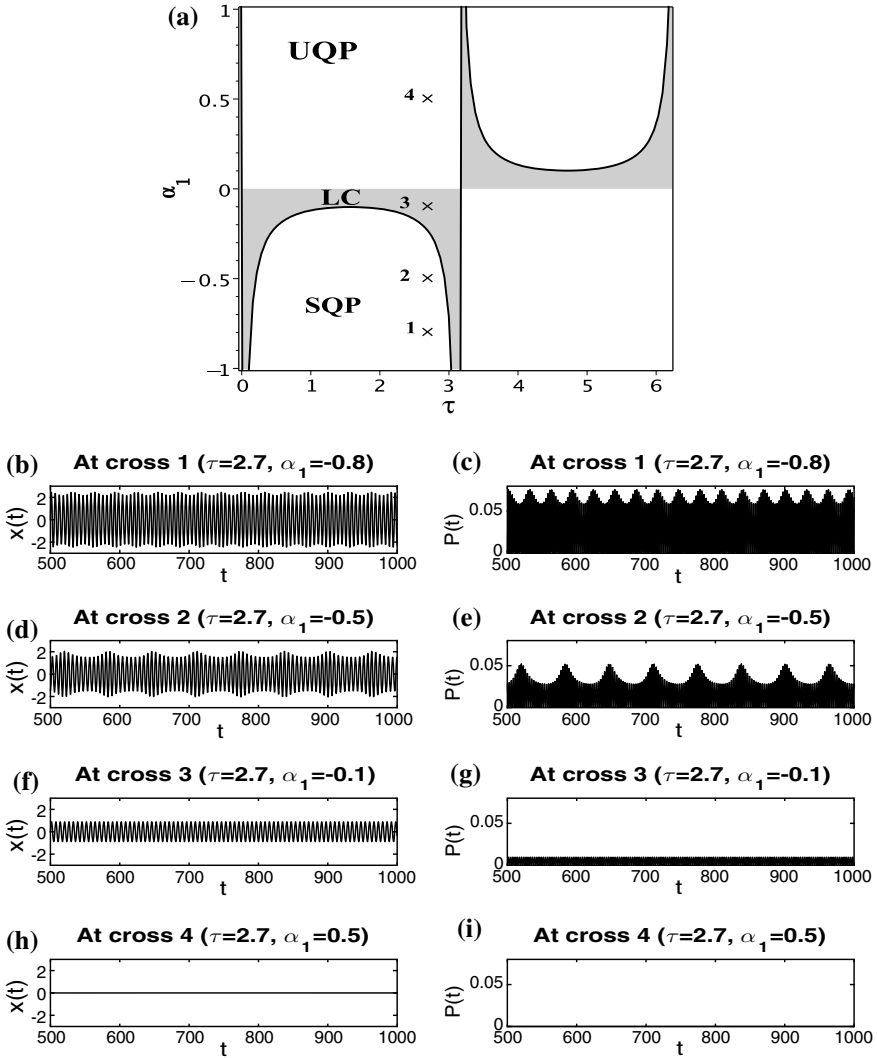 (a)
1
UQP
4
0.5
α1
0
LC
3
2
−0.5
SQP
1
−1
0 1 2 3 4 5 6
τ
(b) At cross 1 (τ=2.7, α1=-0.8)
x(t)
2
0
-2
500 600 700 800 900 1000
t
(c) At cross 1 (τ=2.7, α1=-0.8)
P(t)
0.05
0
500 600 700 800 900 1000
t
(d) At cross 2 (τ=2.7, α1=-0.5)
x(t)
2
0
-2
500 600 700 800 900 1000
t
(e) At cross 2 (τ=2.7, α1=-0.5)
P(t)
0.05
0
500 600 700 800 900 1000
t
(f) At cross 3 (τ=2.7, α1=-0.1)
x(t)
2
0
-2
500 600 700 800 900 1000
t
(g) At cross 3 (τ=2.7, α1=-0.1)
P(t)
0.05
0
500 600 700 800 900 1000
t
(h) At cross 4 (τ=2.7, α1=0.5)
x(t)
2
0
-2
500 600 700 800 900 1000
t
(i) At cross 4 (τ=2.7, α1=0.5)
P(t)
0.05
0
500 600 700 800 900 1000
t